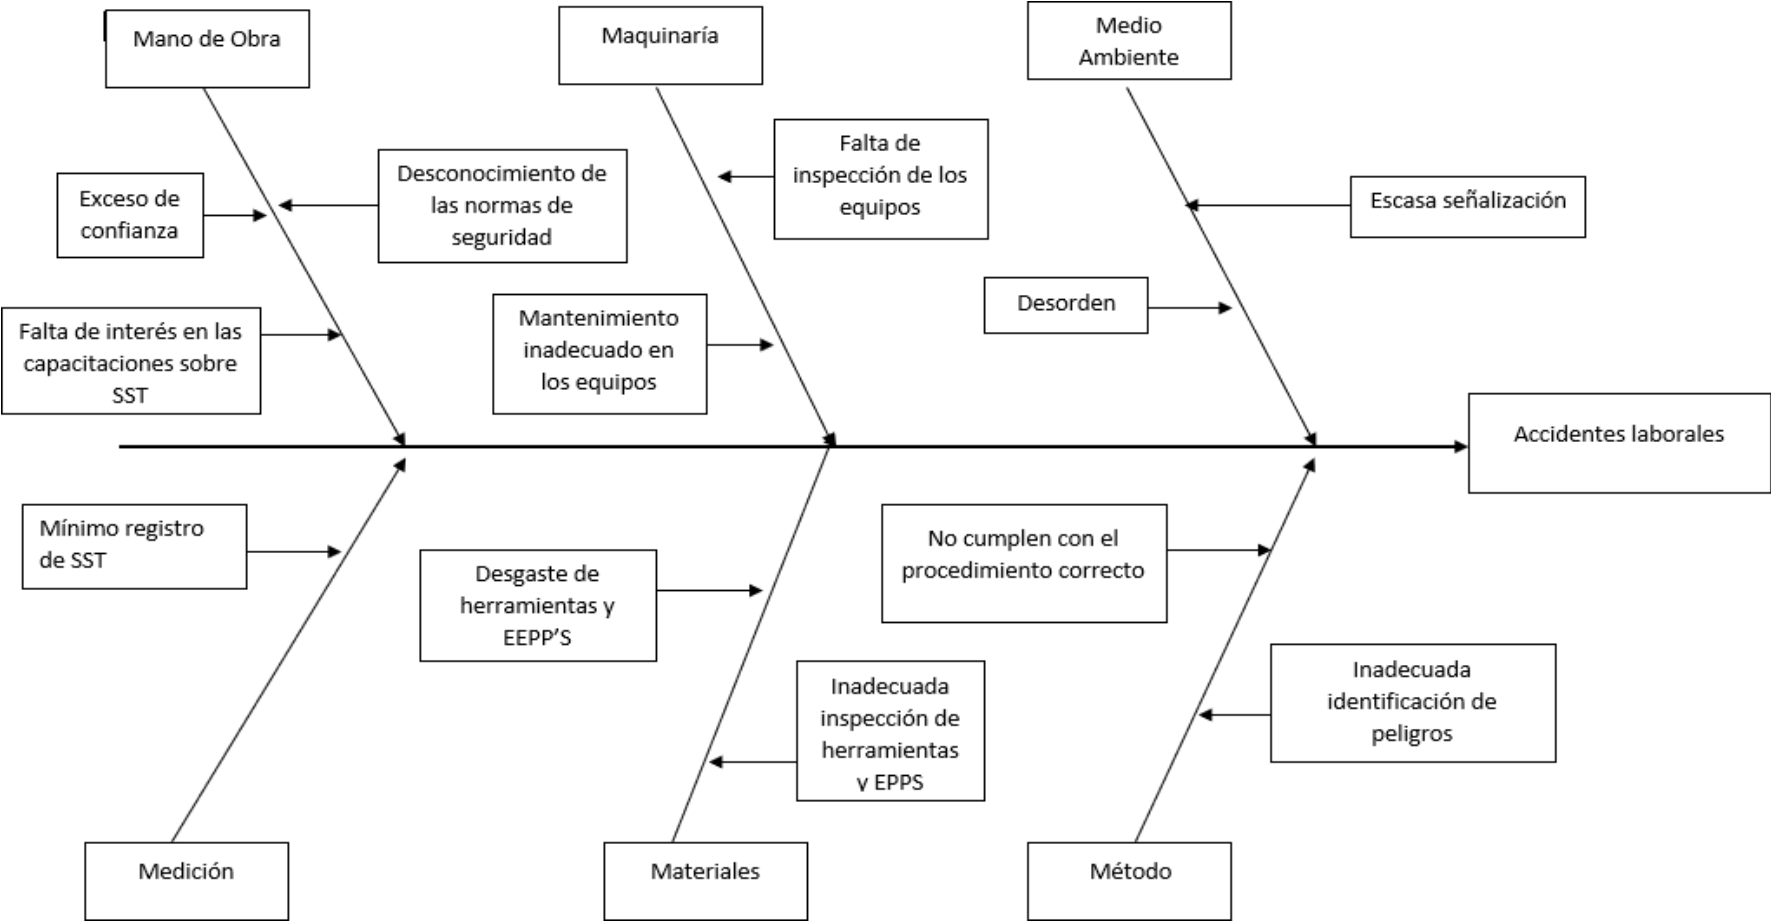 Mano de Obra
Maquinaría
Medio
Ambiente
Falta de
inspección de los
equipos
Desconocimiento de
las normas de
seguridad
Exceso de
confianza
Escasa señalización
Desorden
Mantenimiento
inadecuado en
los equipos
Falta de interés en las
capacitaciones sobre
SST
Accidentes laborales
Mínimo registro
de SST
No cumplen con el
procedimiento correcto
Desgaste de
herramientas y
EEPP’S
Inadecuada
identificación de
peligros
Inadecuada
inspección de
herramientas
y EPPS
Medición
Materiales
Método